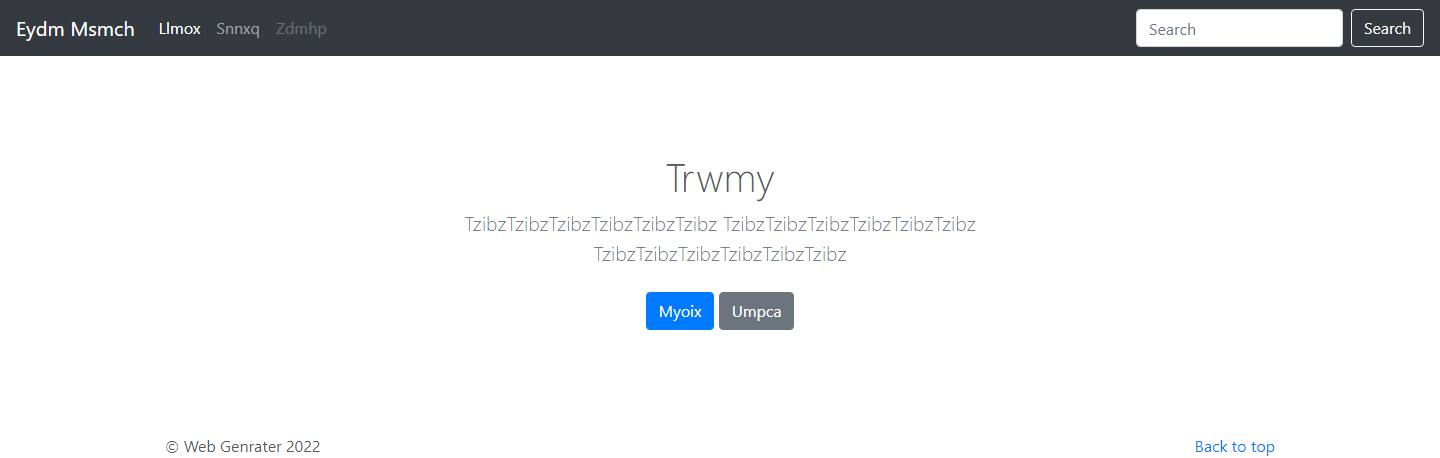 Eydm Msmch Llmox Snnxq Zdmhp Search Search
Trwmy
TzibzTzibzTzibzTzibzTzibzTzibz TzibzTzibzTzibzTzibzTzibzTzibz
TzibzTzibzTzibzTzibzTzibzTzibz
Myoix Umpca
© Web Genrater 2022 Back to top